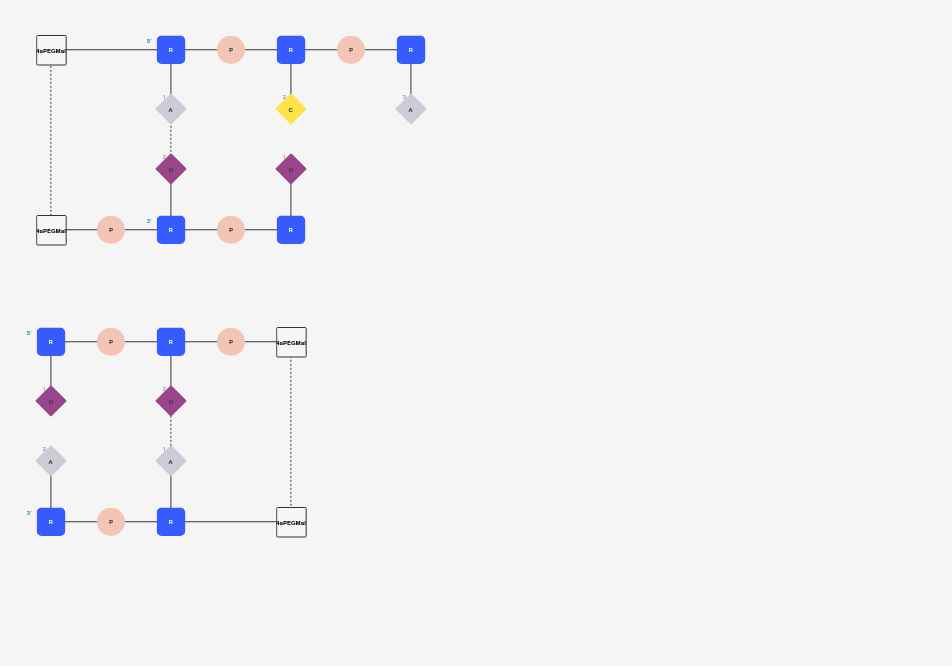 5'
4aPEGMal R P R P R
1 A 2 C 3 A
2 U 1 U
3'
4aPEGMal P R P R
5'
R P R P 4aPEGMal
1 U 2 U
2 A 1 A
3'
R P R 4aPEGMal